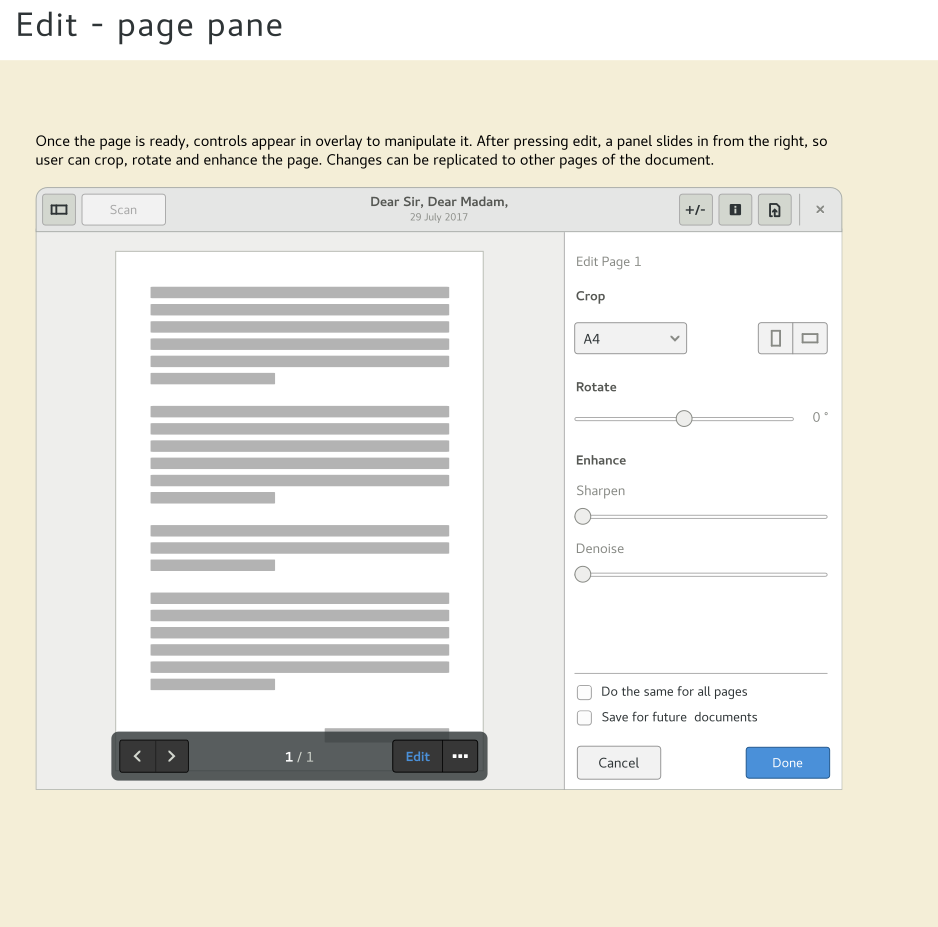 Edit - page pane
Once the page is ready, controls appear in overlay to manipulate it. After pressing edit, a panel slides in from the right, so
user can crop, rotate and enhance the page. Changes can be replicated to other pages of the document.
Scan
Dear Sir, Dear Madam,
29 July 2017
+/-
Edit Page 1
Crop
A4
Rotate
0 °
Enhance
Sharpen
Denoise
Do the same for all pages
Save for future  documents
1 / 1
Edit
Cancel
Done